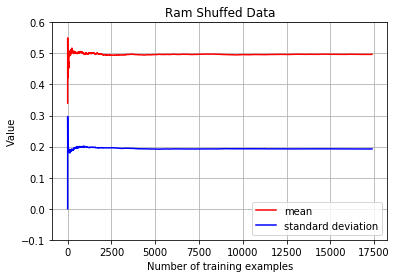 Ram Shuffed Data
Value
0.6
0.5
0.4
0.3
0.2
0.1
0.0
−0.1
0 2500 5000 7500 10000 12500 15000 17500
Number of training examples
mean
standard deviation